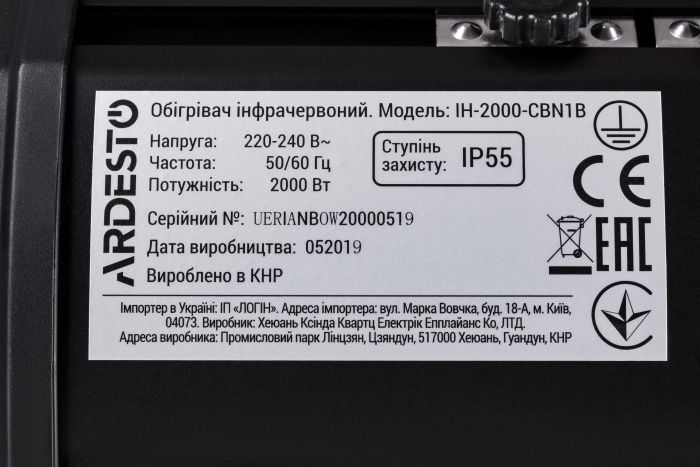 ARDESTO
Обігрівач інфрачервоний. Модель: IH-2000-CBN1B
Напруга: 220-240 В~
Частота: 50/60 Гц
Потужність: 2000 Вт
Ступінь
захисту: IP55
Серійний №: UERIANBOW20000519
Дата виробництва: 052019
Вироблено в КНР
CE
EAC
Імпортер в Україні: ІП «ЛОГІН». Адреса імпортера: вул. Марка Вовчка, буд. 18-А, м. Київ,
04073. Виробник: Хеюань Ксінда Квартц Електрік Епплайанс Ко, ЛТД.
Адреса виробника: Промисловий парк Лінцзян, Цзяндун, 517000 Хеюань, Гуандун, КНР